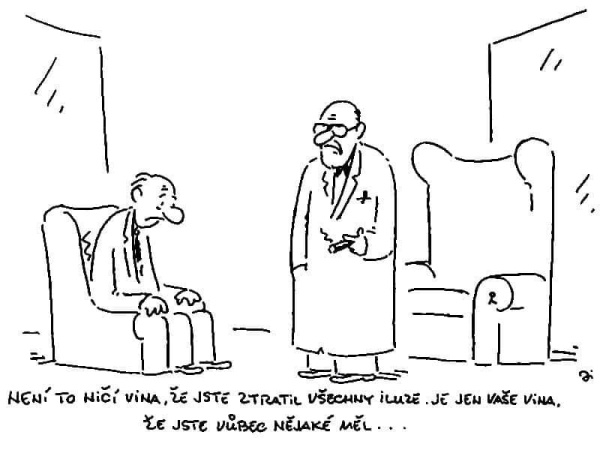 NENÍ TO NIČÍ VINA, ŽE JSTE ZTRATIL VŠECHNY ILUZE. JE JEN VAŠE VINA,
ŽE JSTE VŮBEC NĚJAKÉ MĚL...